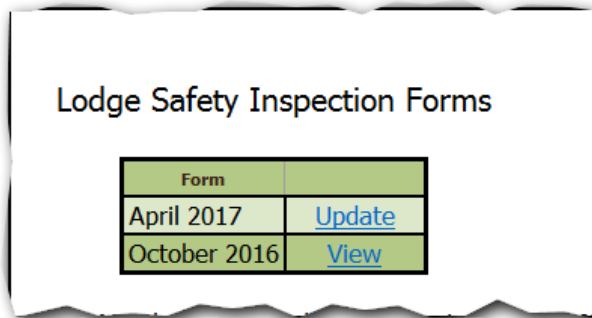 Lodge Safety Inspection Forms
Form
April 2017 Update
October 2016 View